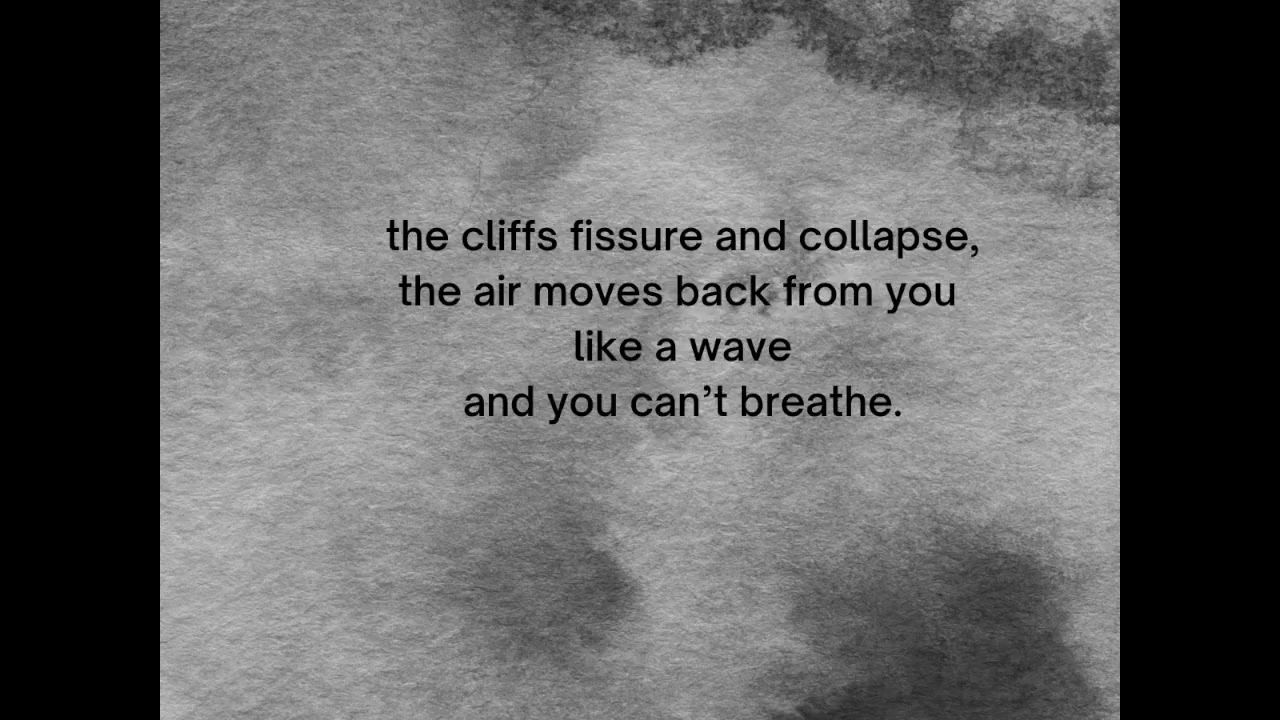 the cliffs fissure and collapse,
the air moves back from you
like a wave
and you can’t breathe.